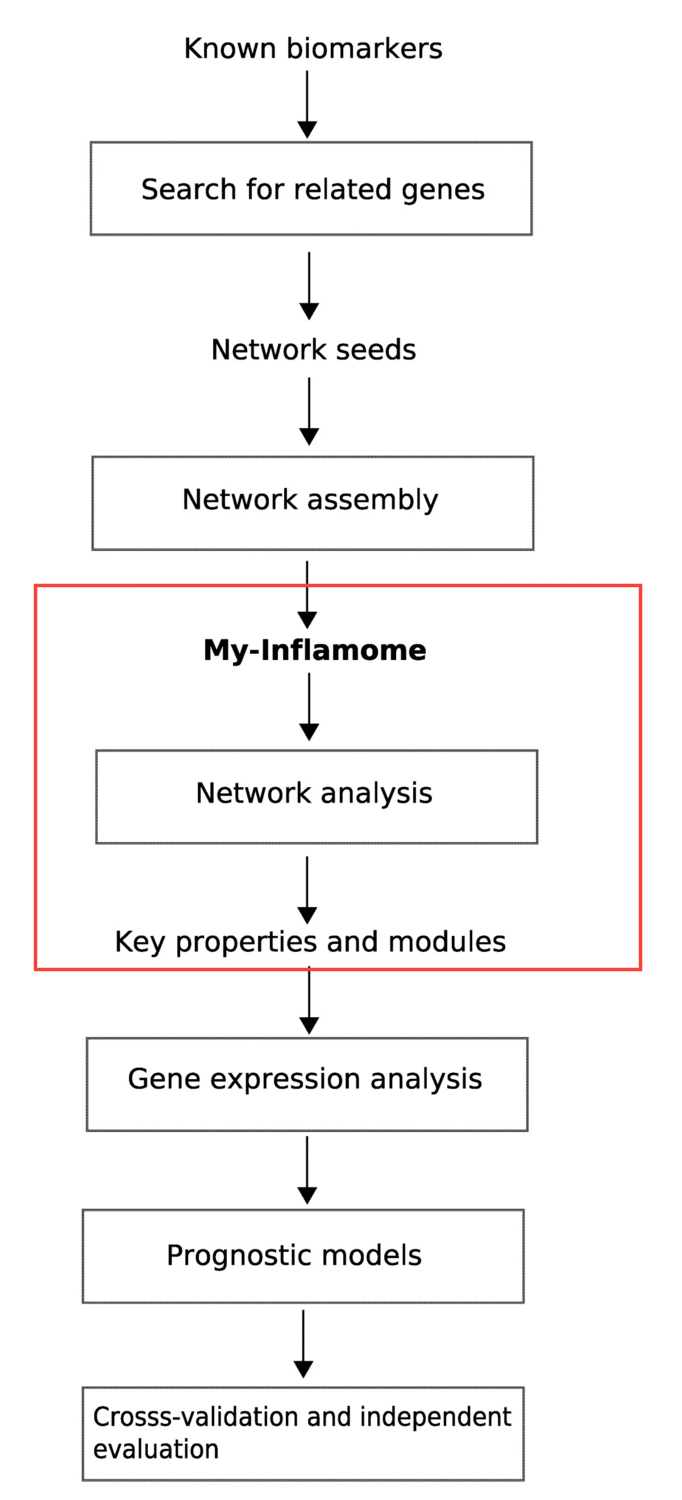 Known biomarkers
Search for related genes
Network seeds
Network assembly
My-Inflamome
Network analysis
Key properties and modules
Gene expression analysis
Prognostic models
Crosss-validation and independent
evaluation